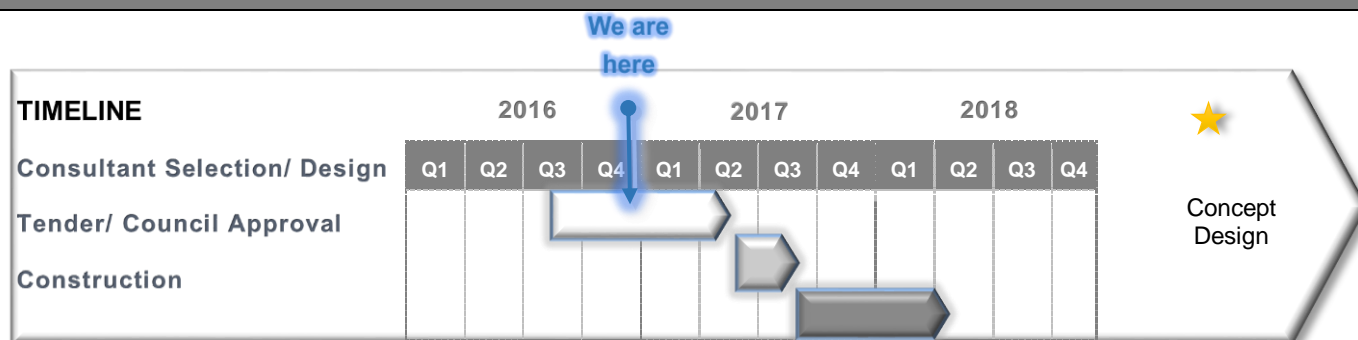 We are
here
TIMELINE 2016 2017 2018
Consultant Selection/ Design Q1 Q2 Q3 Q4 Q1 Q2 Q3 Q4 Q1 Q2 Q3 Q4
Tender/ Council Approval
Construction
Concept
Design